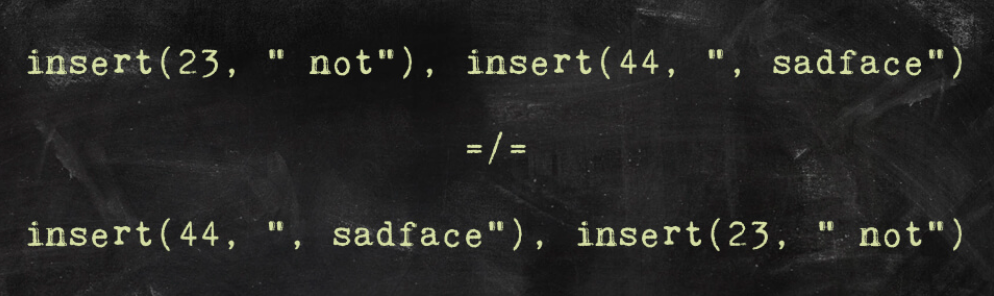 insert(23, " not"), insert(44, ", sadface")
=/=
insert(44, ", sadface"), insert(23, " not")